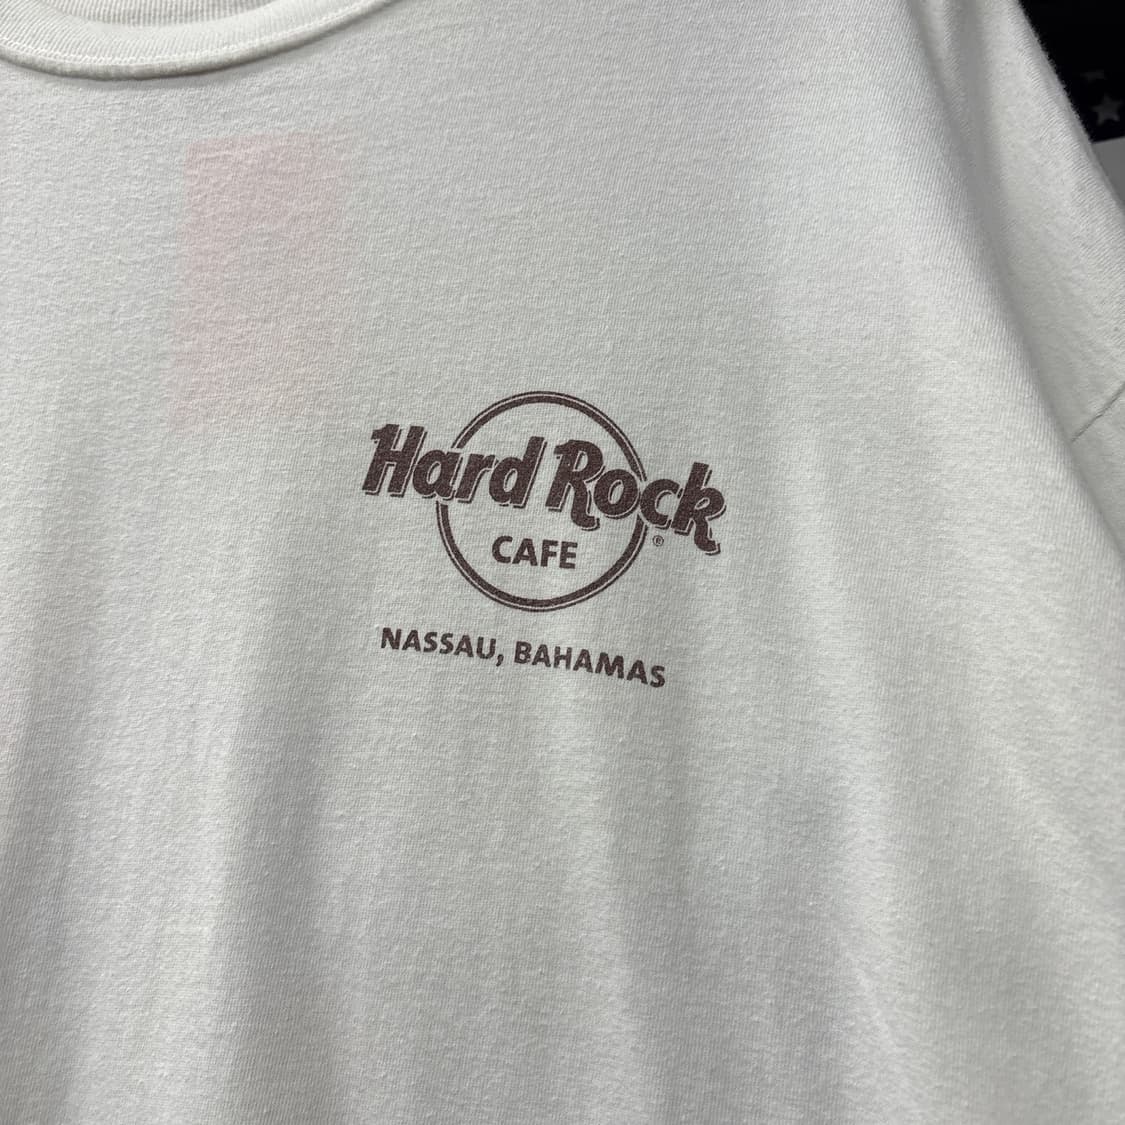 Hard Rock
CAFE
®
NASSAU, BAHAMAS